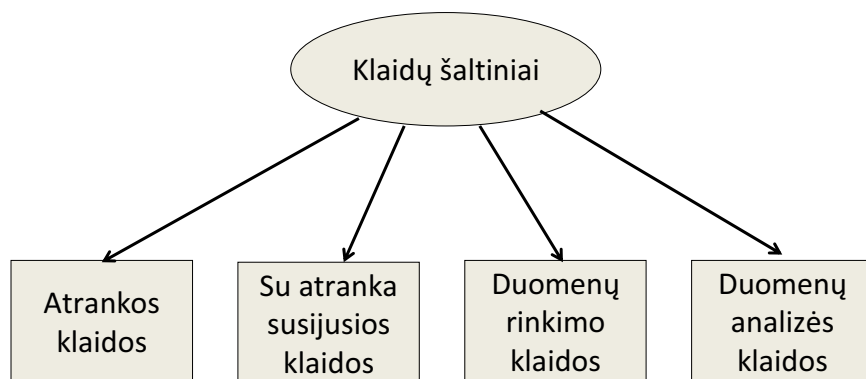 Klaidų šaltiniai
Atrankos
klaidos
Su atranka
susijusios
klaidos
Duomenų
rinkimo
klaidos
Duomenų
analizės
klaidos